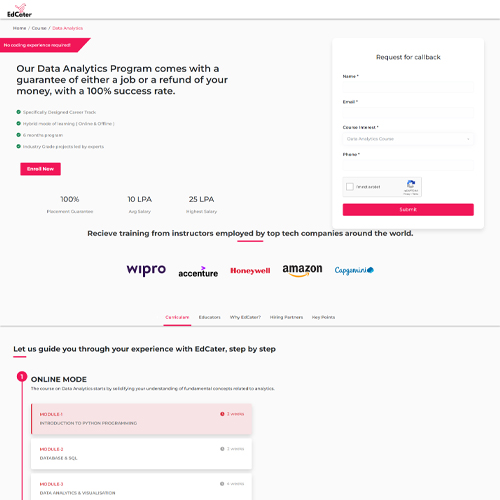 EdCater
Home / Course / Data Analytics
No coding experience required!
Our Data Analytics Program comes with a
guarantee of either a job or a refund of your
money, with a 100% success rate.
Specifically Designed Career Track
Hybrid mode of learning ( Online & Offline )
6 months program
Industry Grade projects led by experts
Enroll Now
100%
Placement Guarantee
10 LPA
Avg Salary
25 LPA
Highest Salary
Request for callback
Name *
Email *
Course Interest *
Data Analytics Course
Phone *
I'm not a robot
reCAPTCHA
Submit
Recieve training from instructors employed by top tech companies around the world.
wipro
accenture
Honeywell
amazon
Capgemini
Curriculum
Educators
Why EdCater?
Hiring Partners
Key Points
Let us guide you through your experience with EdCater, step by step
1
ONLINE MODE
The course on Data Analytics starts by solidifying your understanding of fundamental concepts related to analytics.
MODULE-1
INTRODUCTION TO PYTHON PROGRAMMING
MODULE-2
DATABASE & SQL
MODULE-3
DATA ANALYTICS & VISUALISATION